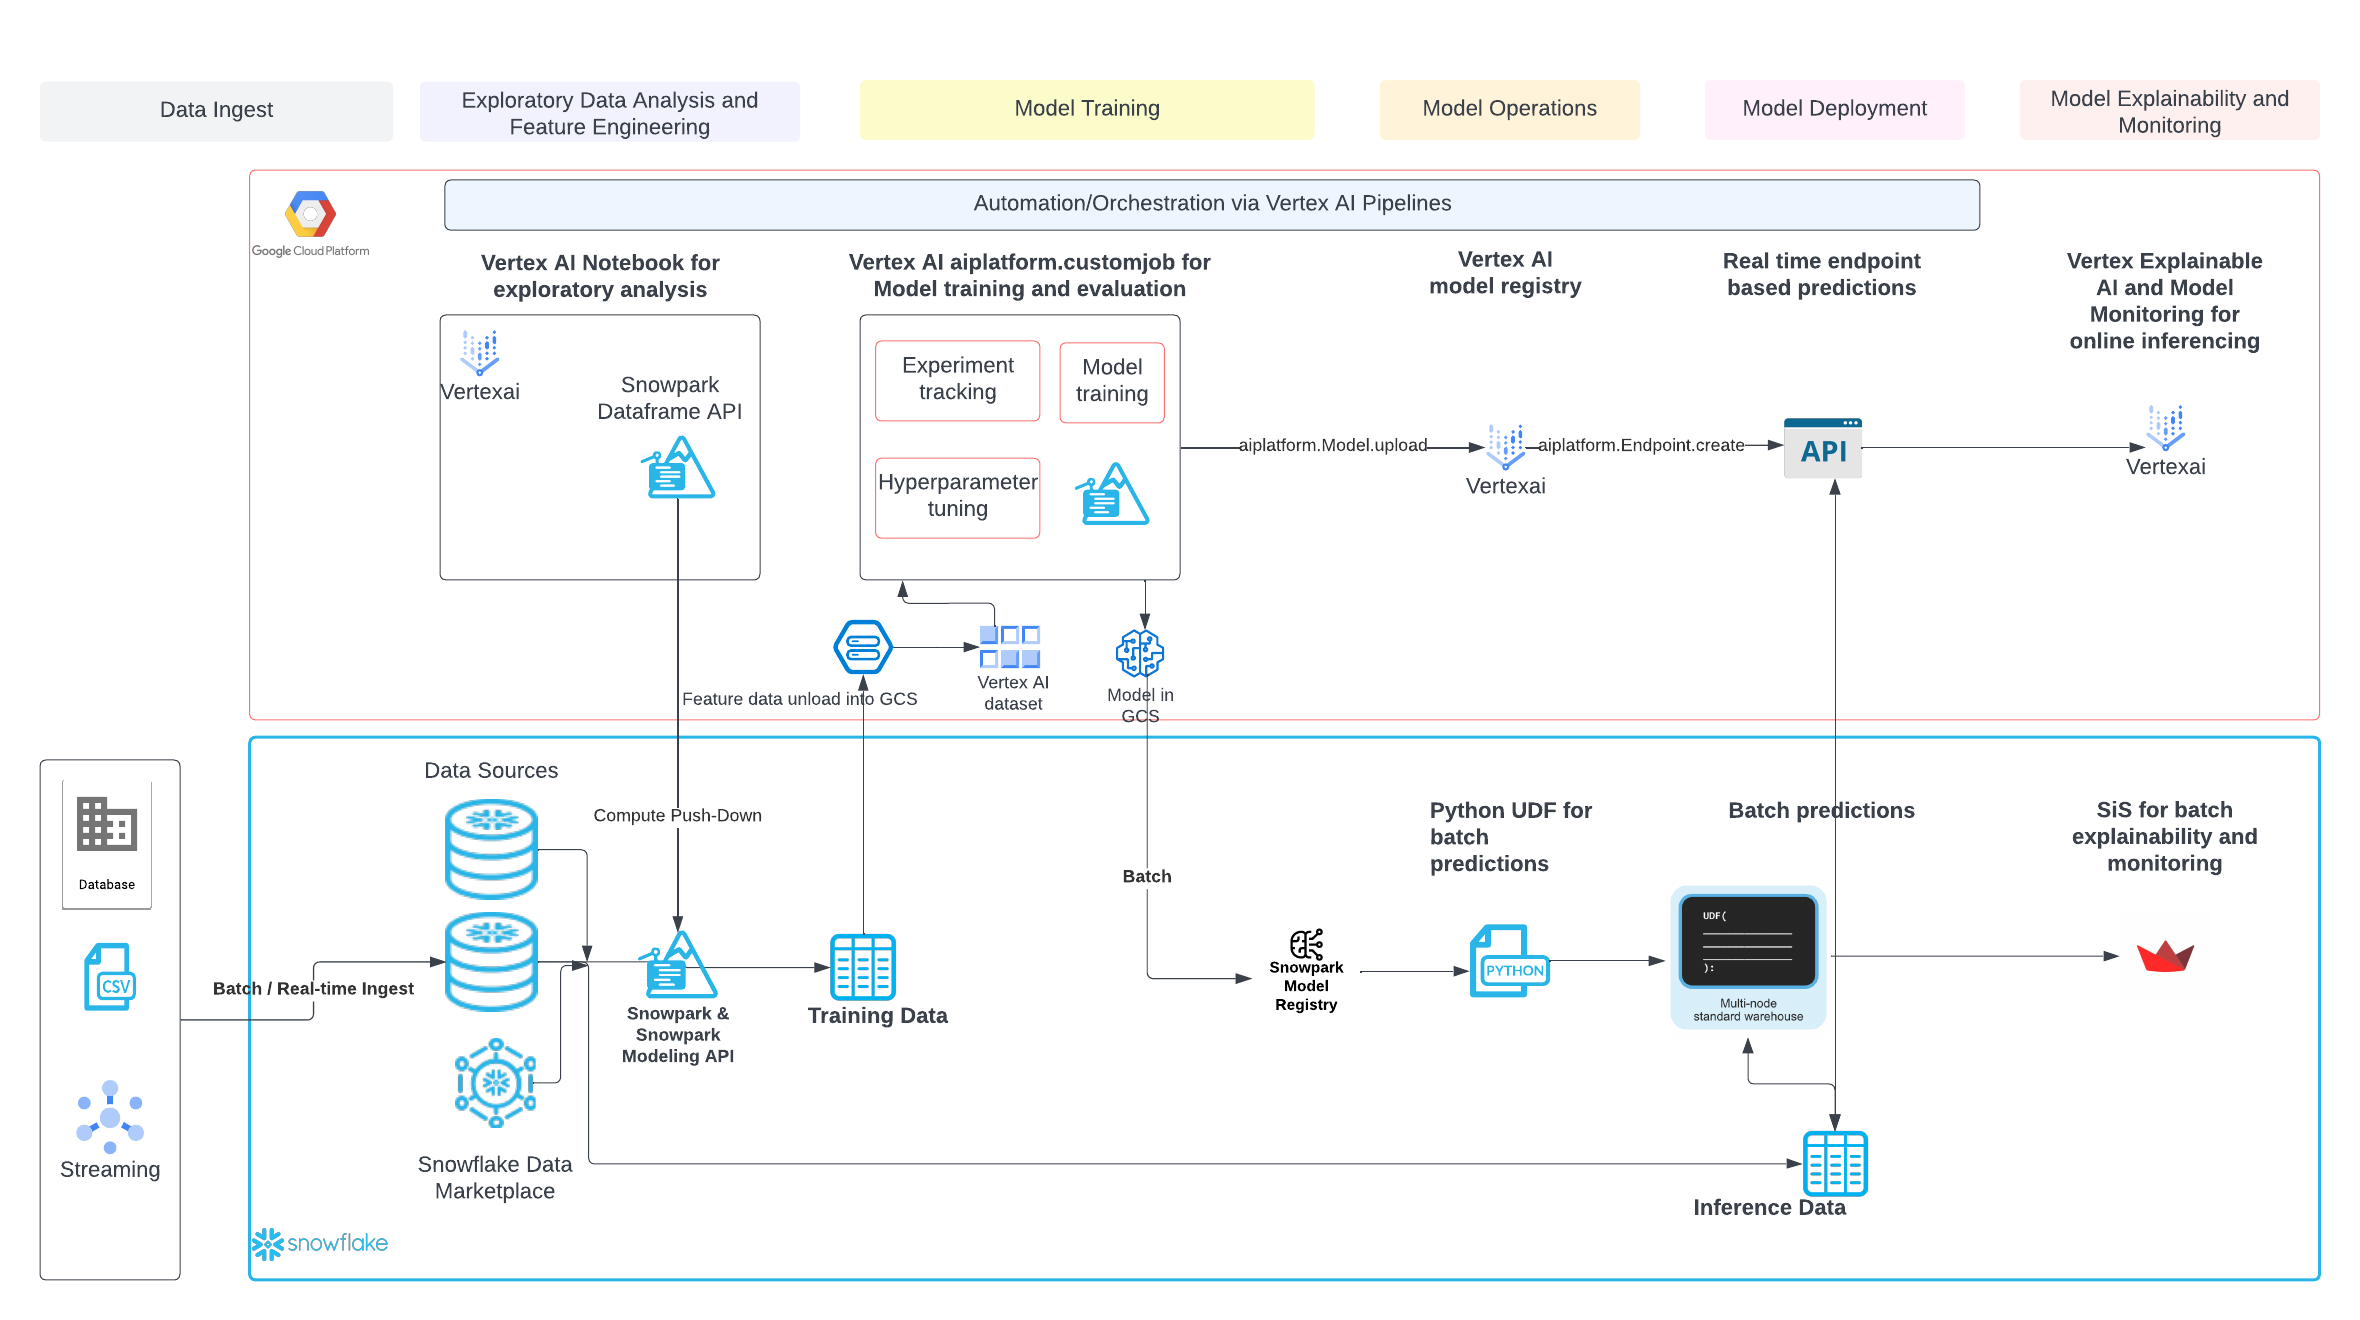 Data Ingest
Exploratory Data Analysis and
Feature Engineering
Model Training
Model Operations
Model Deployment
Model Explainability and
Monitoring
Google Cloud Platform
Automation/Orchestration via Vertex AI Pipelines
Vertex AI Notebook for
exploratory analysis
Vertex AI aiplatform.customjob for
Model training and evaluation
Vertex AI
model registry
Real time endpoint
based predictions
Vertex Explainable
AI and Model
Monitoring for
online inferencing
Vertexai
Snowpark
Dataframe API
Experiment
tracking
Model
training
Hyperparameter
tuning
aiplatform.Model.upload
Vertexai
aiplatform.Endpoint.create
API
Vertexai
Feature data unload into GCS
Vertex AI
dataset
Model in
GCS
Database
CSV
Streaming
Batch / Real-time Ingest
Data Sources
Compute Push-Down
Snowpark &
Snowpark
Modeling API
Training Data
Snowflake Data
Marketplace
Batch
Snowpark
Model
Registry
Python UDF for
batch
predictions
PYTHON
Batch predictions
UDF(
):
Multi-node
standard warehouse
SiS for batch
explainability and
monitoring
Inference Data
snowflake